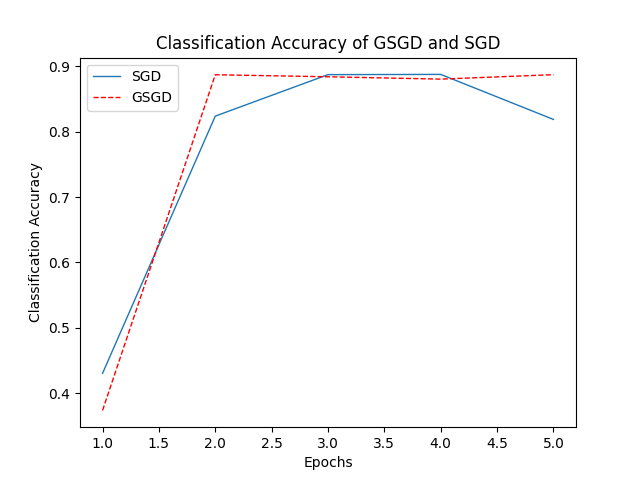 Classification Accuracy of GSGD and SGD
SGD
GSGD
Classification Accuracy
0.9
0.8
0.7
0.6
0.5
0.4
1.0 1.5 2.0 2.5 3.0 3.5 4.0 4.5 5.0
Epochs